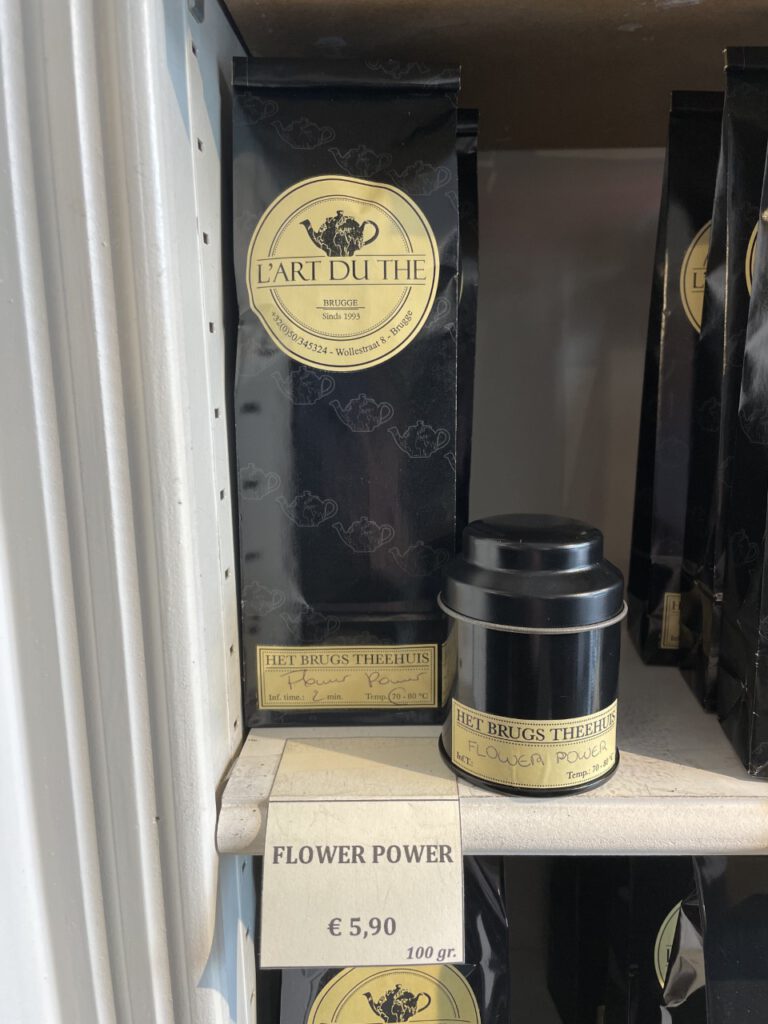 L'ART DU THE
BRUGGE
Sinds 1993
+32(0)50/345324 - Wollestraat 8 - Brugge
HET BRUGS THEEHUIS
Flower Power
Inf. time.: 2 min. Temp.: 70 - 80 °C
HET BRUGS THEEHUIS
FLOWER POWER
Inf T.: Temp.: 70 - 80 °C
FLOWER POWER
€ 5,90
100 gr.